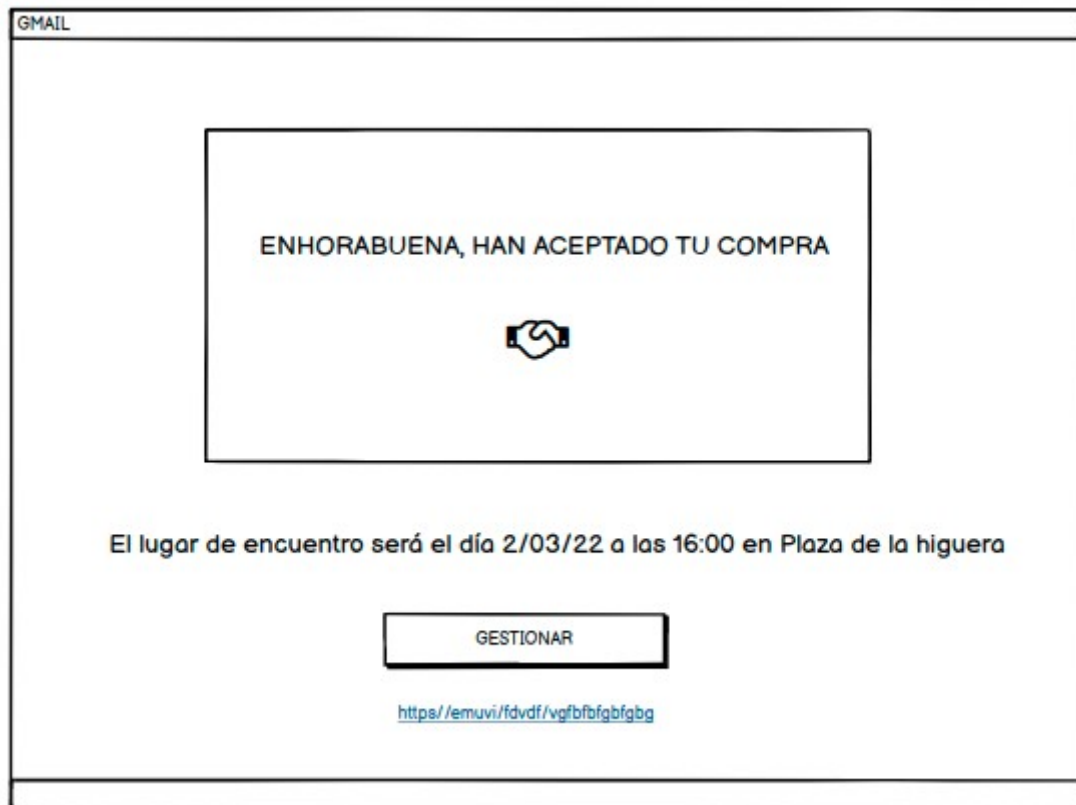 GMAIL
ENHORABUENA, HAN ACEPTADO TU COMPRA
El lugar de encuentro será el día 2/03/22 a las 16:00 en Plaza de la higuera
GESTIONAR
https//emuvi/fdvdf/vgfbfbfgbfgbg